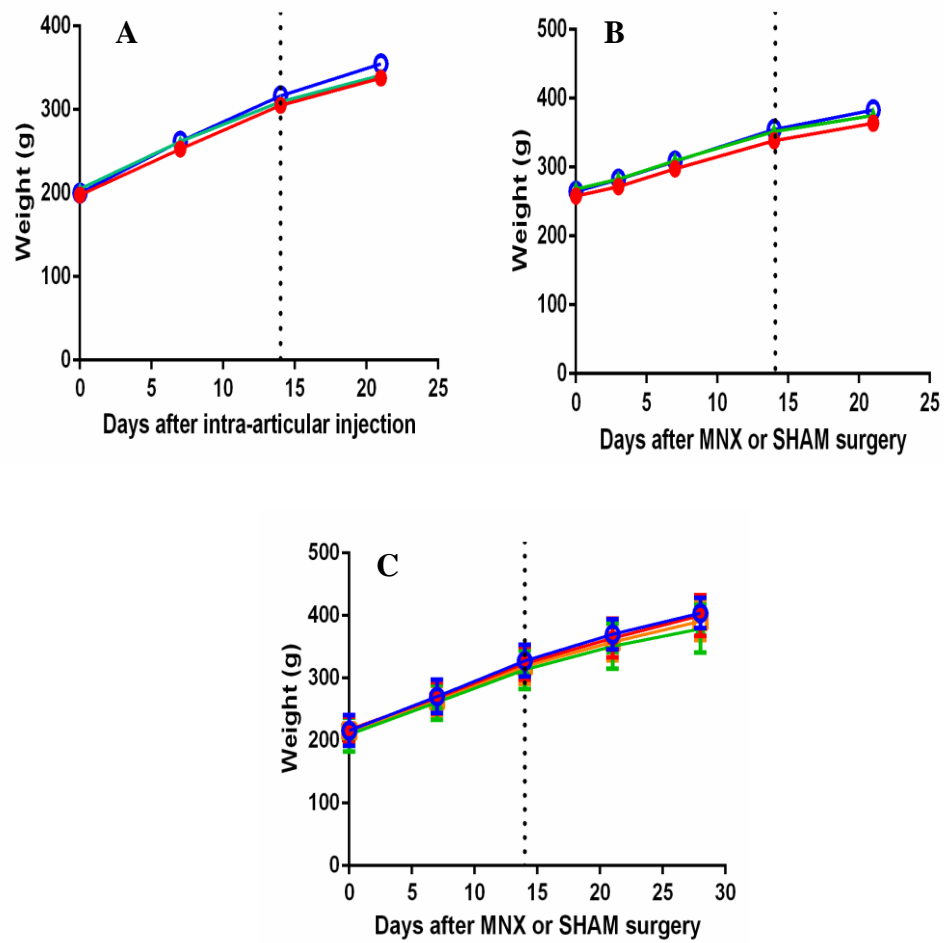 A
Weight (g)
400
300
200
100
0
0 5 10 15 20 25
Days after intra-articular injection
B
Weight (g)
500
400
300
200
100
0
0 5 10 15 20 25
Days after MNX or SHAM surgery
C
Weight (g)
500
400
300
200
100
0
0 5 10 15 20 25 30
Days after MNX or SHAM surgery